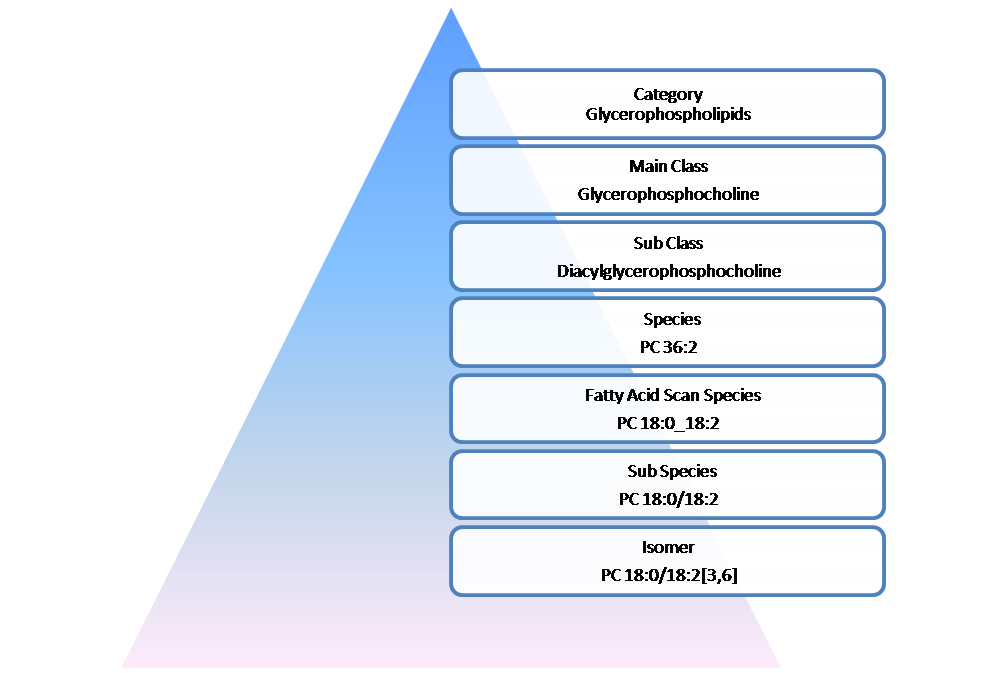 Category
Glycerophospholipids
Main Class
Glycerophosphocholine
Sub Class
Diacylglycerophosphocholine
Species
PC 36:2
Fatty Acid Scan Species
PC 18:0_18:2
Sub Species
PC 18:0/18:2
Isomer
PC 18:0/18:2[3,6]